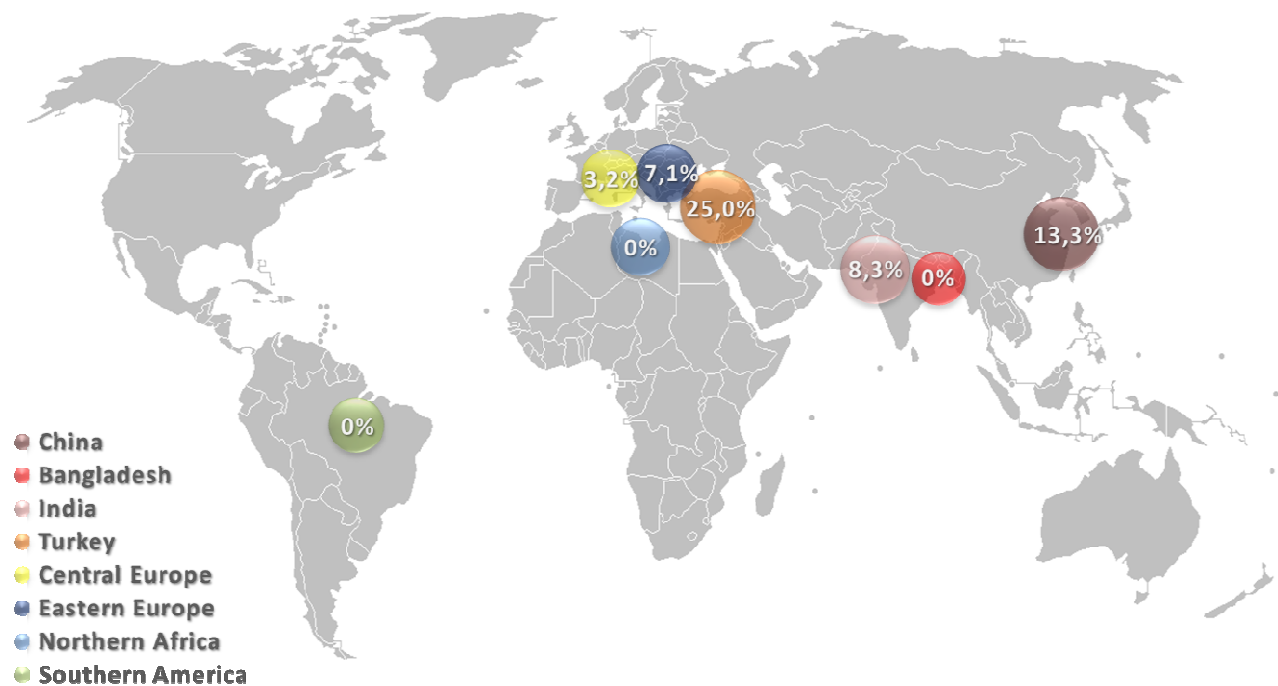 3,2%
7,1%
25,0%
0%
13,3%
8,3%
0%
0%
China
Bangladesh
India
Turkey
Central Europe
Eastern Europe
Northern Africa
Southern America